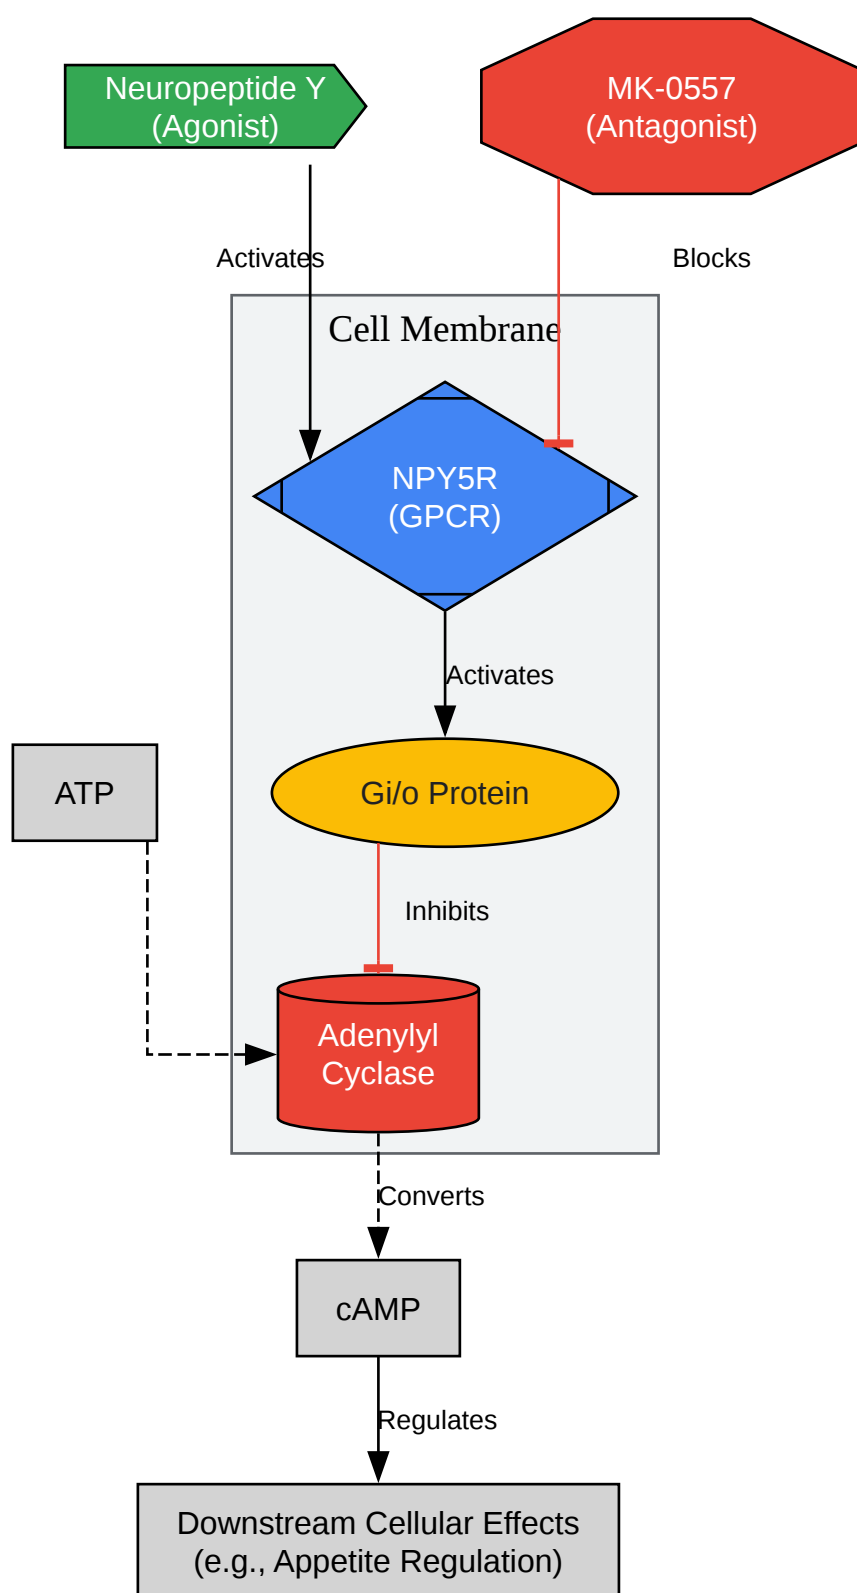 Neuropeptide Y
(Agonist)
MK-0557
(Antagonist)
Activates
Blocks
Cell Membrane
NPY5R
(GPCR)
Activates
ATP
Gi/o Protein
Inhibits
Adenylyl
Cyclase
Converts
cAMP
Regulates
Downstream Cellular Effects
(e.g., Appetite Regulation)